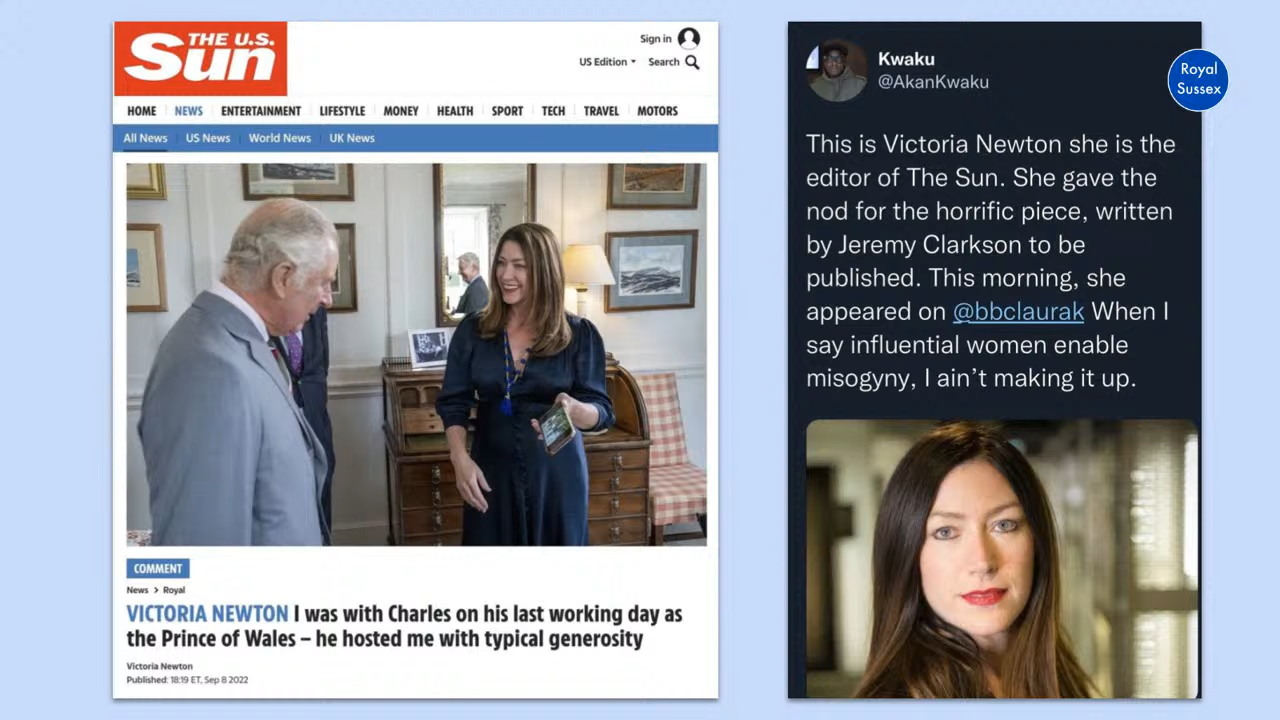 THE U.S.
Sun
Sign in
US Edition
Search
HOME NEWS ENTERTAINMENT LIFESTYLE MONEY HEALTH SPORT TECH TRAVEL MOTORS
All News US News World News UK News
COMMENT
News > Royal
VICTORIA NEWTON I was with Charles on his last working day as
the Prince of Wales – he hosted me with typical generosity
Victoria Newton
Published: 18:19 ET, Sep 8 2022
Kwaku
@AkanKwaku
Royal
Sussex
This is Victoria Newton she is the
editor of The Sun. She gave the
nod for the horrific piece, written
by Jeremy Clarkson to be
published. This morning, she
appeared on @bbclaurak When I
say influential women enable
misogyny, I ain’t making it up.